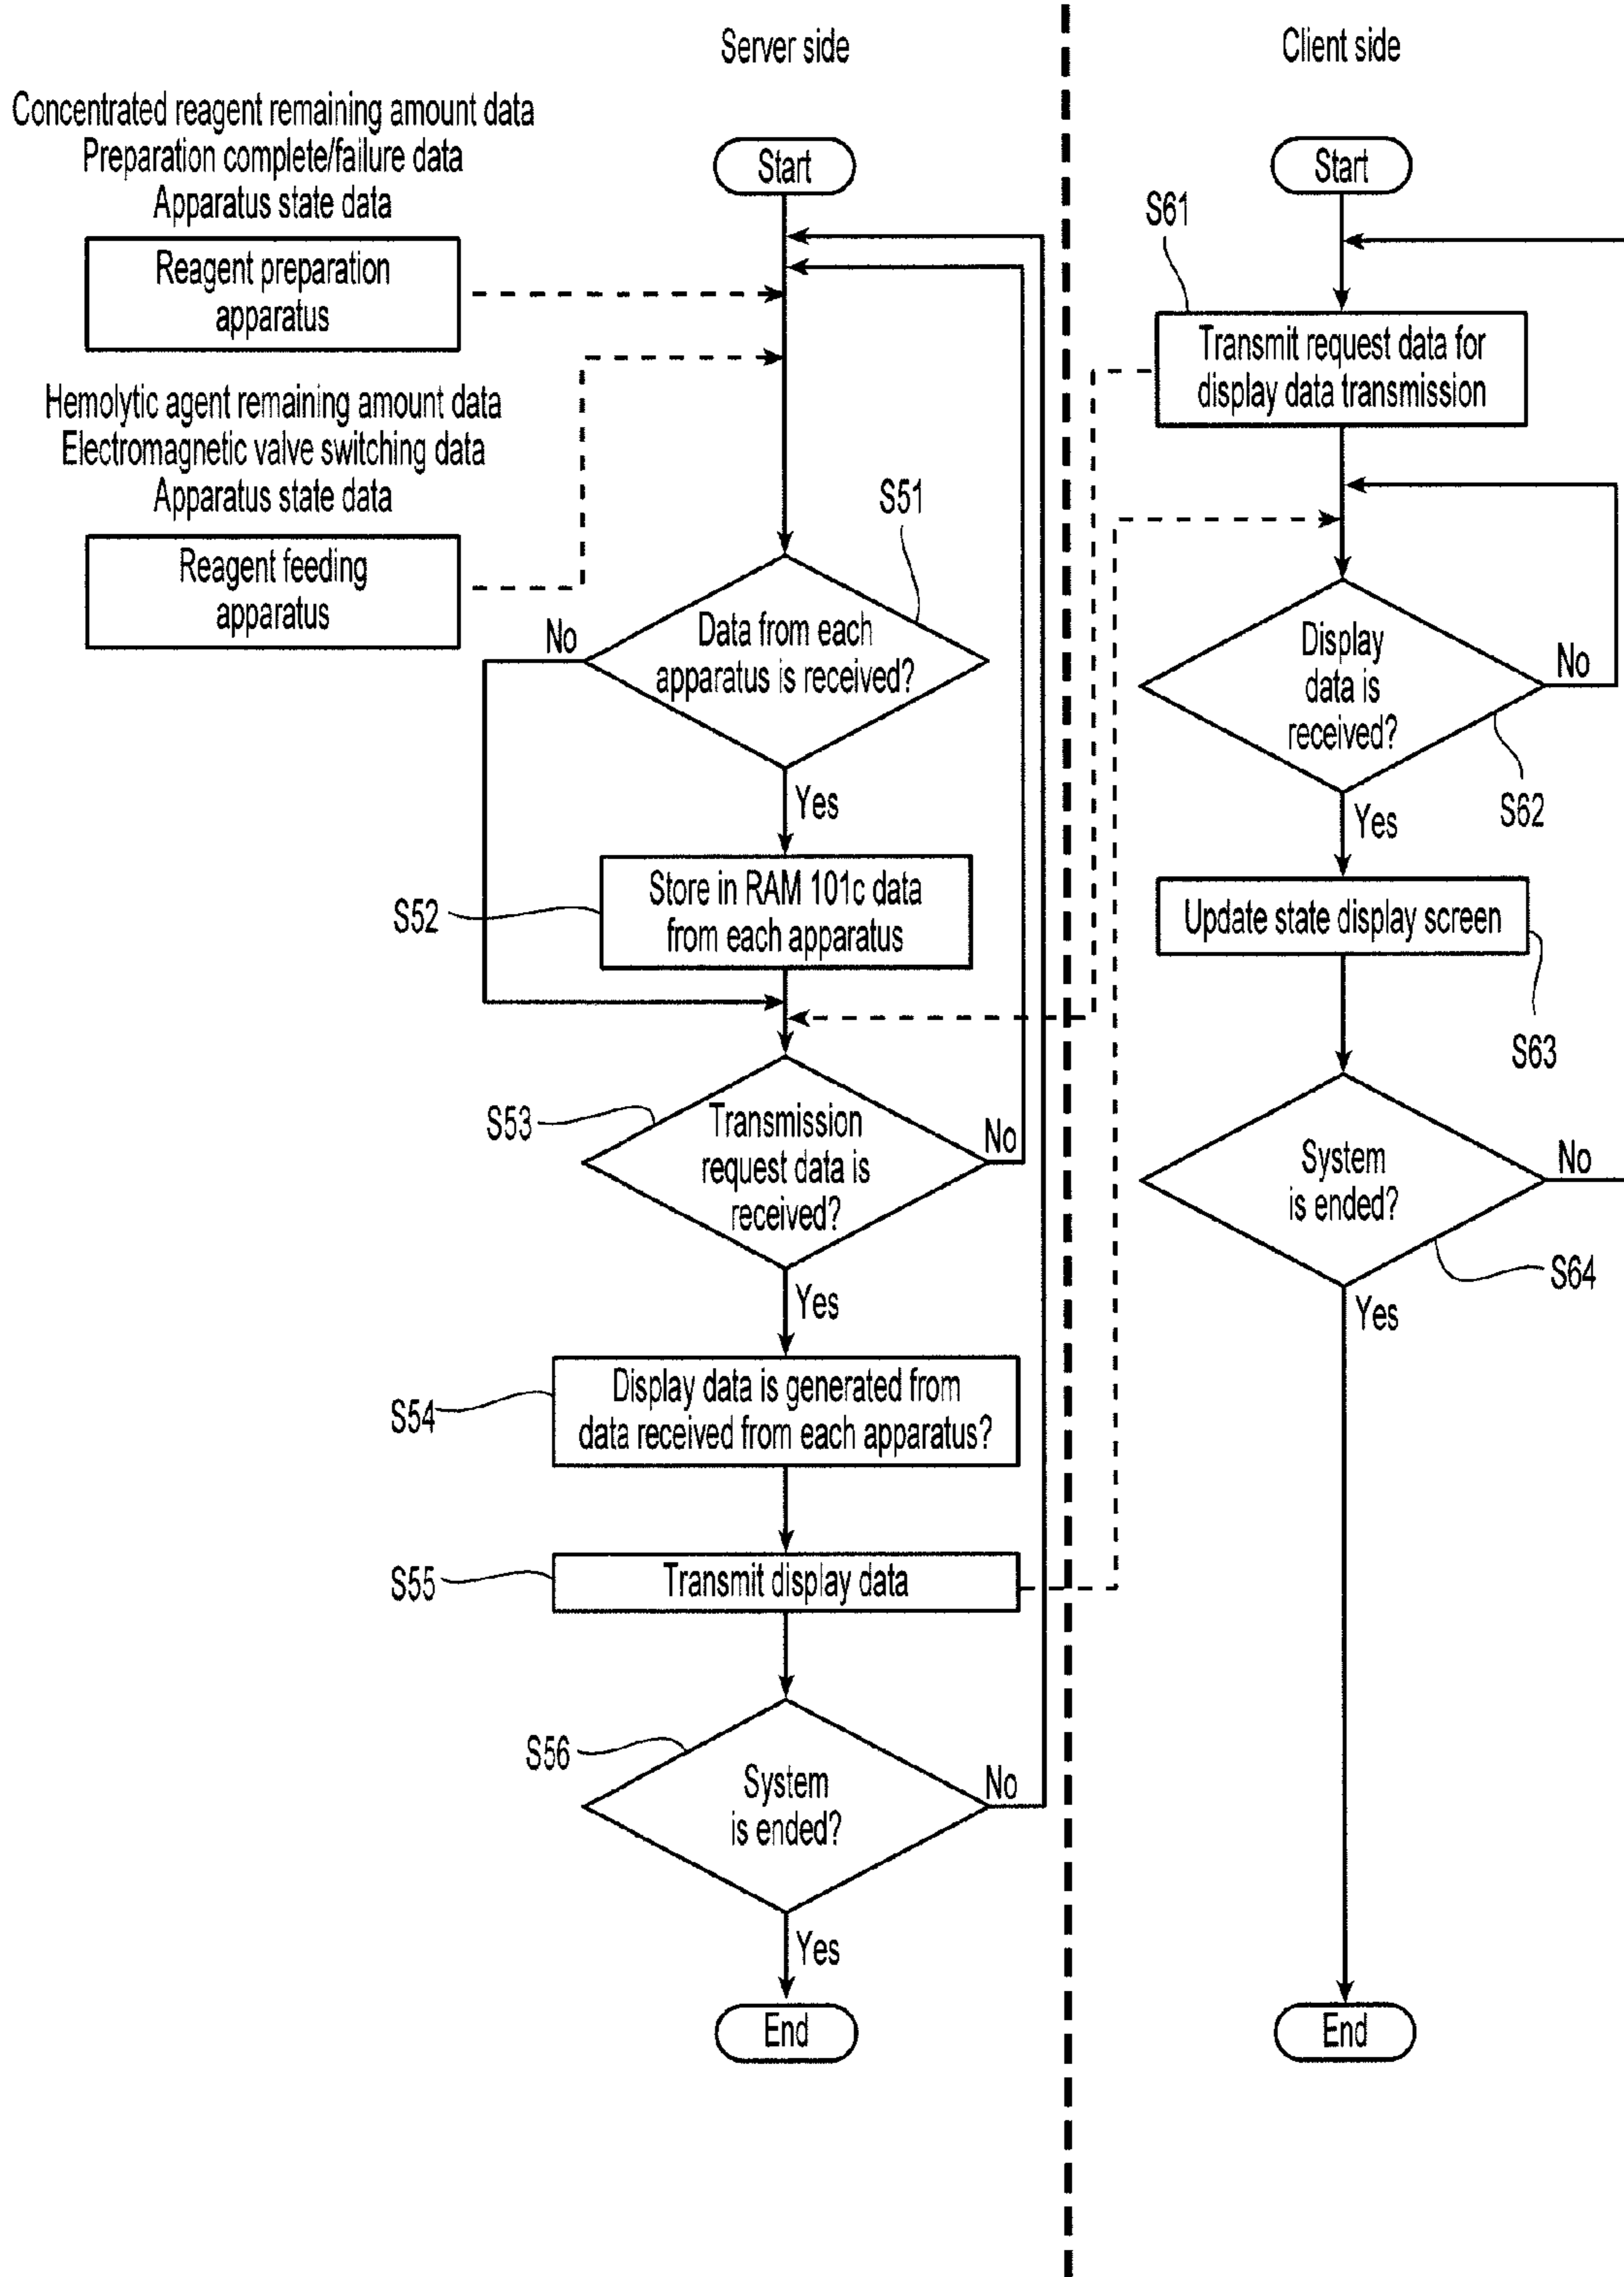 Server side
Client side
Concentrated reagent remaining amount data
Preparation complete/failure data
Apparatus state data
Reagent preparation
apparatus
Hemolytic agent remaining amount data
Electromagnetic valve switching data
Apparatus state data
Reagent feeding
apparatus
Start
S51
Data from each
apparatus is received?
No
Yes
S52
Store in RAM 101c data
from each apparatus
S53
Transmission
request data is
received?
No
Yes
S54
Display data is generated from
data received from each apparatus?
S55
Transmit display data
S56
System
is ended?
No
Yes
End
Start
S61
Transmit request data for
display data transmission
Display
data is
received?
No
S62
Yes
Update state display screen
S63
System
is ended?
No
S64
Yes
End